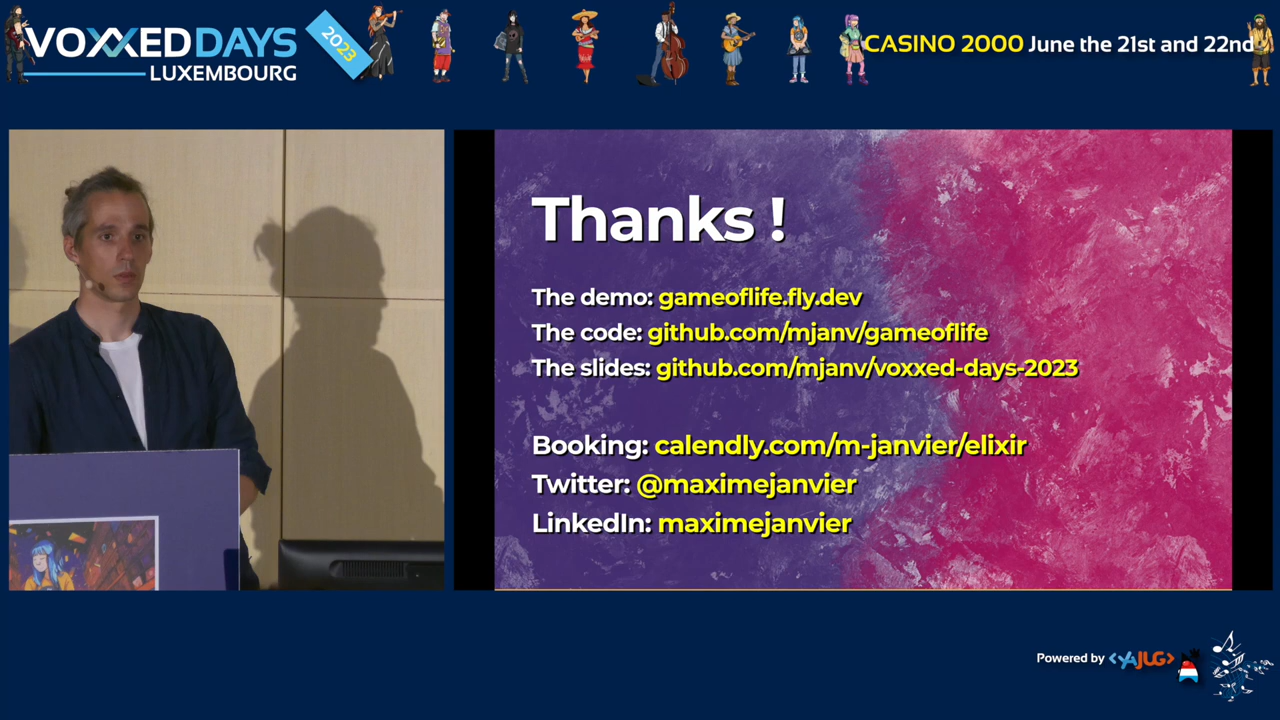 VOXXED DAYS
LUXEMBOURG
2023
CASINO 2000 June the 21st and 22nd
Thanks !
The demo: gameoflife.fly.dev
The code: github.com/mjanv/gameoflife
The slides: github.com/mjanv/voxxed-days-2023
Booking: calendly.com/m-janvier/elixir
Twitter: @maximejanvier
LinkedIn: maximejanvier
Powered by <YAJUG>